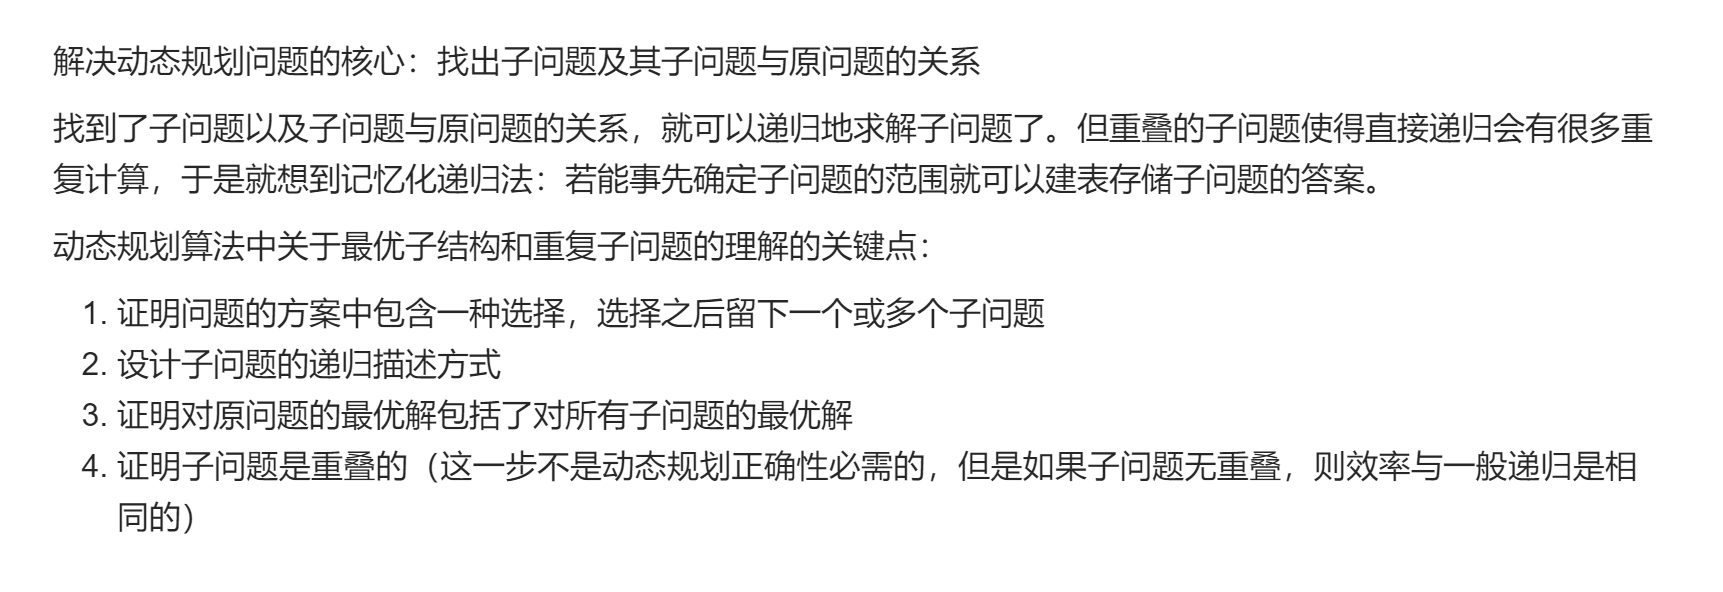 解决动态规划问题的核心：找出子问题及其子问题与原问题的关系
找到了子问题以及子问题与原问题的关系，就可以递归地求解子问题了。但重叠的子问题使得直接递归会有很多重
复计算，于是就想到记忆化递归法：若能事先确定子问题的范围就可以建表存储子问题的答案。
动态规划算法中关于最优子结构和重复子问题的理解的关键点：
1. 证明问题的方案中包含一种选择，选择之后留下一个或多个子问题
2. 设计子问题的递归描述方式
3. 证明对原问题的最优解包括了对所有子问题的最优解
4. 证明子问题是重叠的（这一步不是动态规划正确性必需的，但是如果子问题无重叠，则效率与一般递归是相
同的）